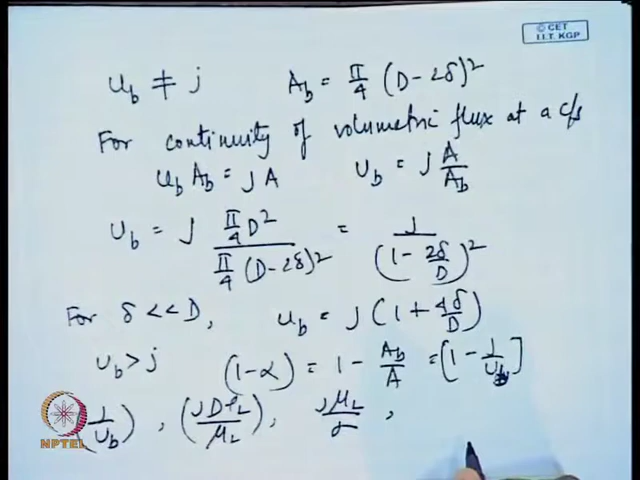 © CET
I.I.T. KGP
u_b ≠ j    A_b = π/4 (D - 2δ)²
For continuity of volumetric flux at a c/s
u_b A_b = j A    u_b = j A/A_b
u_b = j (π/4 D²)/(π/4 (D - 2δ)²) = j/(1 - 2δ/D)²
For δ << D,    u_b = j (1 + 4δ/D)
u_b > j    (1-α) = 1 - A_b/A = [1 - j/u_b]
(j/u_b), (jDρ_L/μ_L), jμ_L/σ,
NPTEL